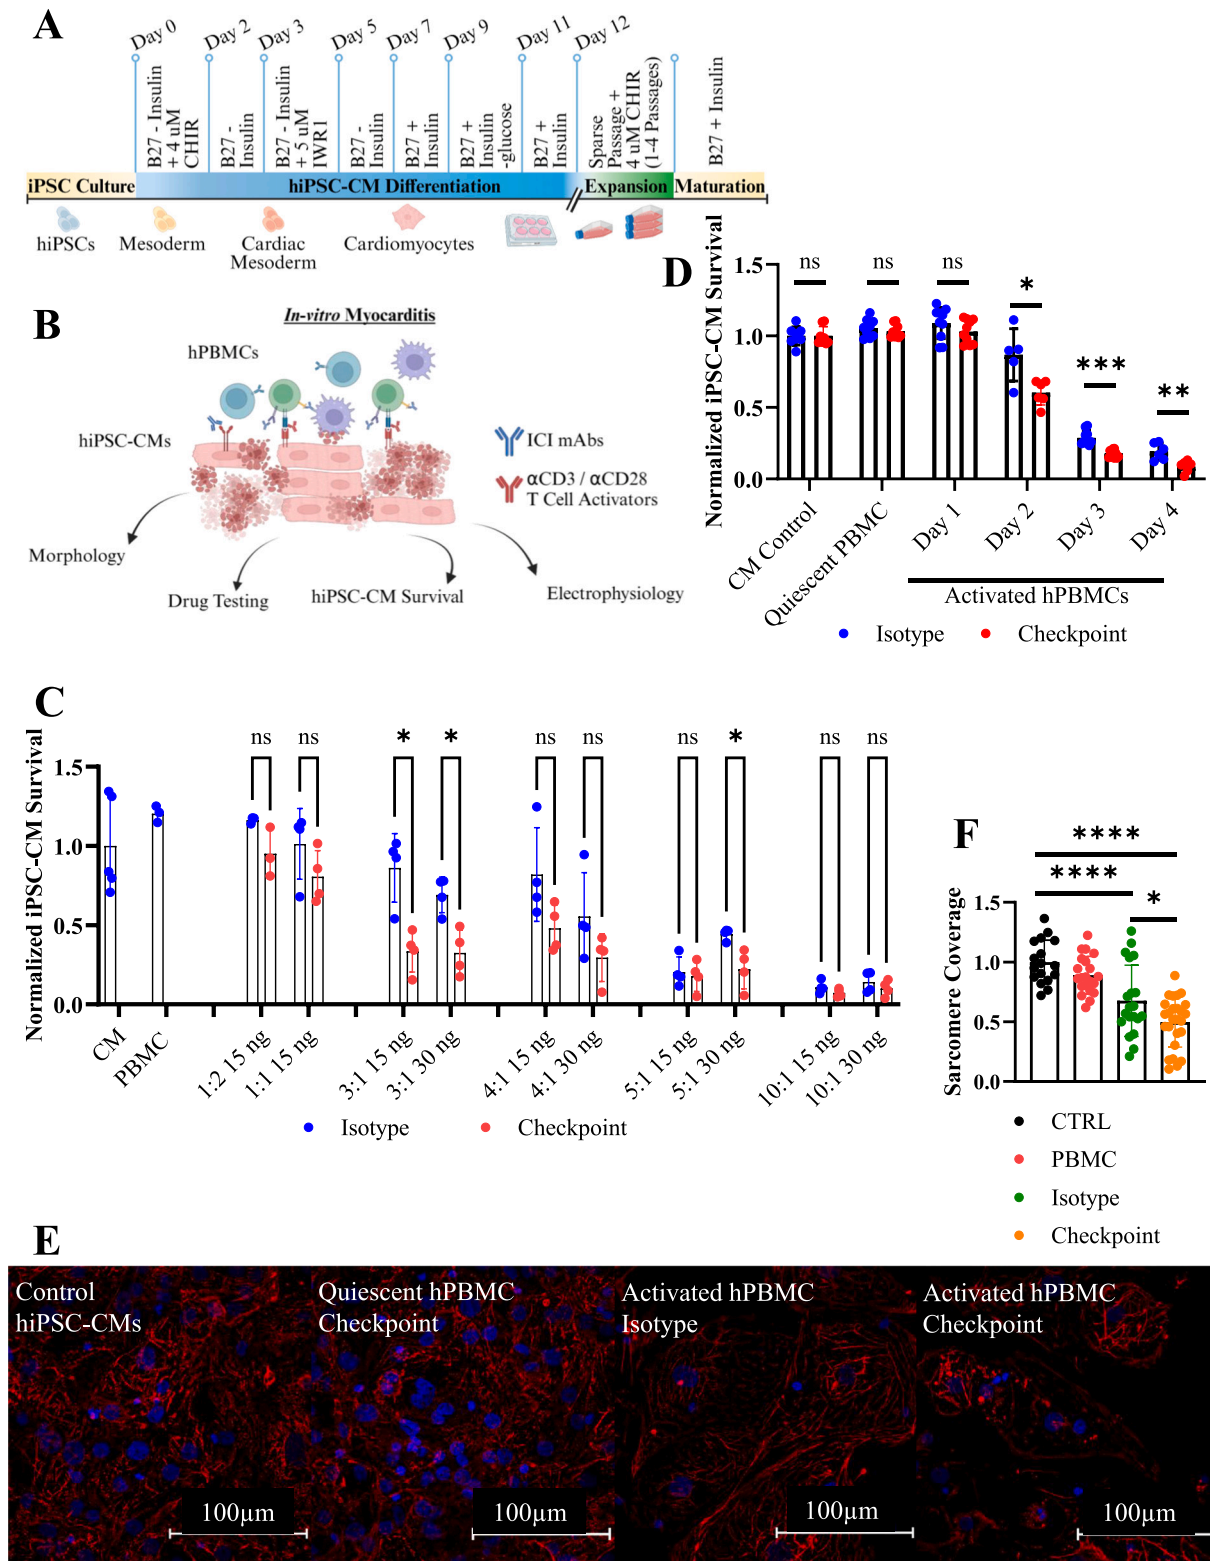 A
Day 0
Day 2
Day 3
Day 5
Day 7
Day 9
Day 11
Day 12
B27 - Insulin
+ 4 uM
CHIR
B27 -
Insulin
B27 - Insulin
+ 5 uM
IWR1
B27 -
Insulin
B27 +
Insulin
B27 +
Insulin
-glucose
B27 +
Insulin
Sparse
Passage +
4 uM CHIR
(1-4 Passages)
B27 + Insulin
iPSC Culture
hiPSC-CM Differentiation
Expansion
Maturation
hiPSCs
Mesoderm
Cardiac
Mesoderm
Cardiomyocytes
B
In-vitro Myocarditis
hPBMCs
hiPSC-CMs
ICI mAbs
αCD3 / αCD28
T Cell Activators
Morphology
Drug Testing
hiPSC-CM Survival
Electrophysiology
D
Normalized iPSC-CM Survival
1.5
1.0
0.5
0.0
ns
ns
ns
*
***
**
CM Control
Quiescent PBMC
Day 1
Day 2
Day 3
Day 4
Activated hPBMCs
Isotype
Checkpoint
C
Normalized iPSC-CM Survival
1.5
1.0
0.5
0.0
ns
ns
*
*
ns
ns
ns
*
ns
ns
CM
PBMC
1:2 15 ng
1:1 15 ng
3:1 15 ng
3:1 30 ng
4:1 15 ng
4:1 30 ng
5:1 15 ng
5:1 30 ng
10:1 15 ng
10:1 30 ng
Isotype
Checkpoint
F
Sarcomere Coverage
1.5
1.0
0.5
0.0
****
****
*
CTRL
PBMC
Isotype
Checkpoint
E
Control
hiPSC-CMs
100µm
Quiescent hPBMC
Checkpoint
100µm
Activated hPBMC
Isotype
100µm
Activated hPBMC
Checkpoint
100µm